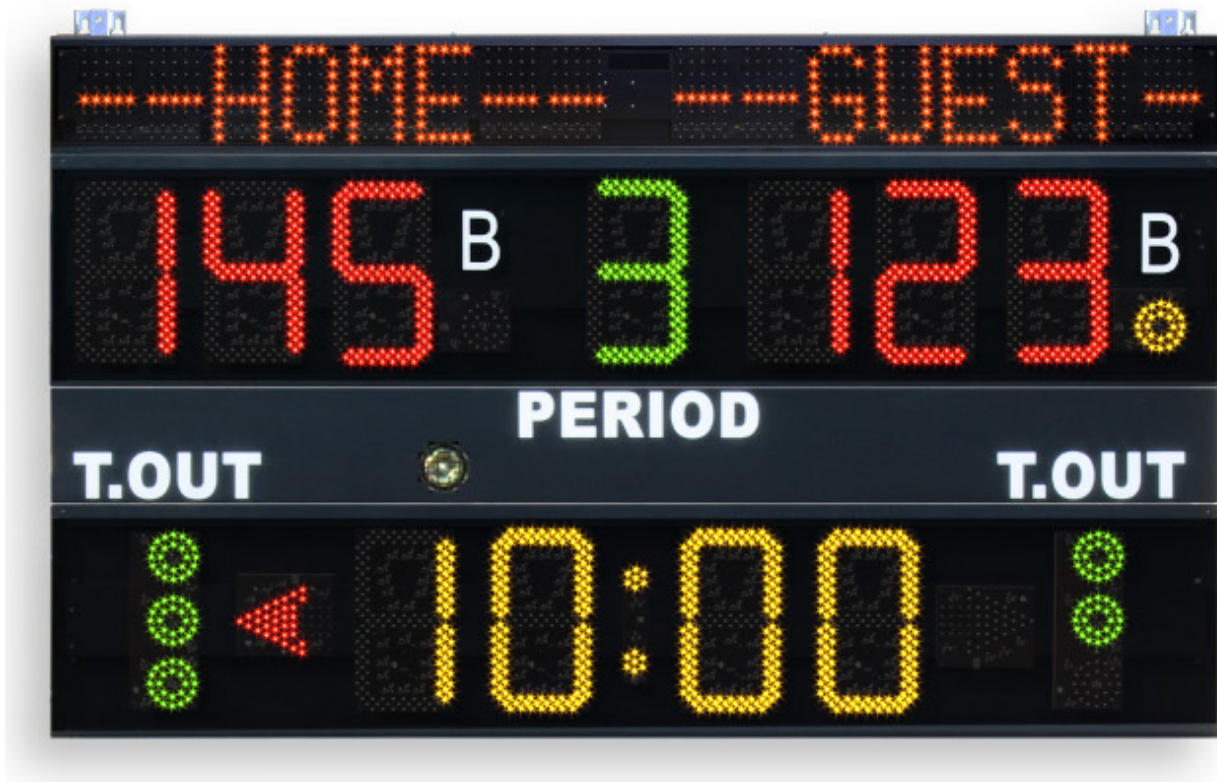 --HOME-- --GUEST-
145 B 3 123 B
PERIOD
T.OUT T.OUT
10:00